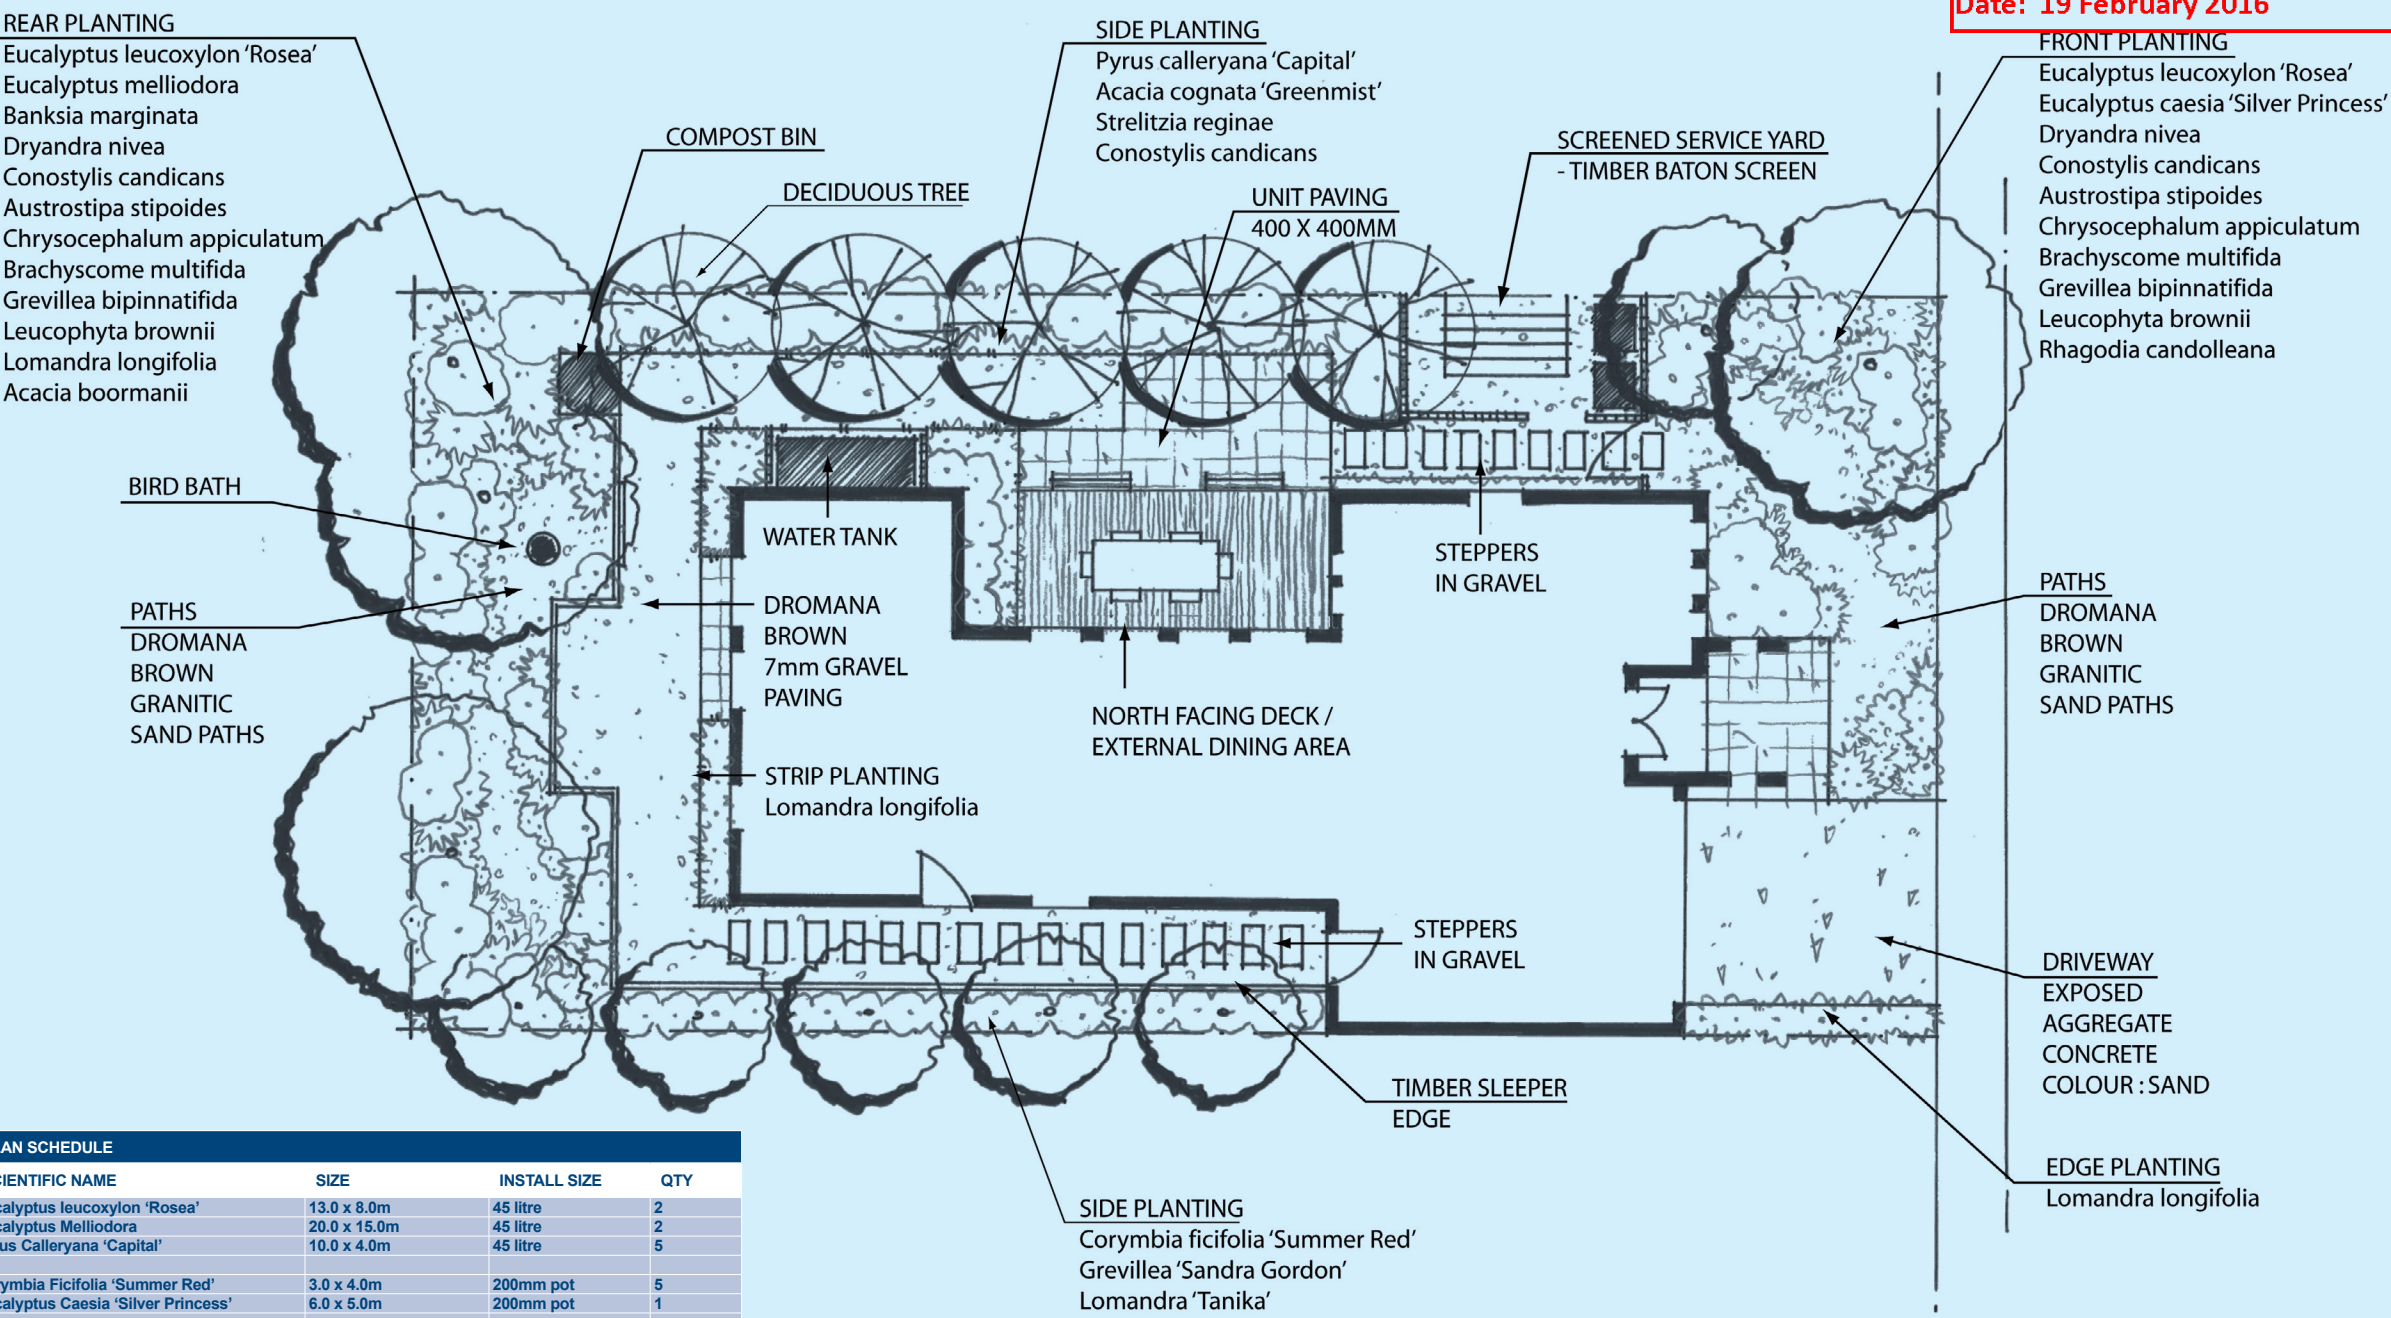 Date: 19 February 2016
REAR PLANTING
Eucalyptus leucoxylon ‘Rosea’
Eucalyptus melliodora
Banksia marginata
Dryandra nivea
Conostylis candicans
Austrostipa stipoides
Chrysocephalum appiculatum
Brachyscome multifida
Grevillea bipinnatifida
Leucophyta brownii
Lomandra longifolia
Acacia boormanii
COMPOST BIN
DECIDUOUS TREE
SIDE PLANTING
Pyrus calleryana ‘Capital’
Acacia cognata ‘Greenmist’
Strelitzia reginae
Conostylis candicans
UNIT PAVING
400 X 400MM
SCREENED SERVICE YARD
- TIMBER BATON SCREEN
FRONT PLANTING
Eucalyptus leucoxylon ‘Rosea’
Eucalyptus caesia ‘Silver Princess’
Dryandra nivea
Conostylis candicans
Austrostipa stipoides
Chrysocephalum appiculatum
Brachyscome multifida
Grevillea bipinnatifida
Leucophyta brownii
Rhagodia candolleana
BIRD BATH
PATHS
DROMANA
BROWN
GRANITIC
SAND PATHS
WATER TANK
DROMANA
BROWN
7mm GRAVEL
PAVING
STRIP PLANTING
Lomandra longifolia
NORTH FACING DECK /
EXTERNAL DINING AREA
STEPPERS
IN GRAVEL
PATHS
DROMANA
BROWN
GRANITIC
SAND PATHS
STEPPERS
IN GRAVEL
DRIVEWAY
EXPOSED
AGGREGATE
CONCRETE
COLOUR : SAND
TIMBER SLEEPER
EDGE
EDGE PLANTING
Lomandra longifolia
SIDE PLANTING
Corymbia ficifolia ‘Summer Red’
Grevillea ‘Sandra Gordon’
Lomandra ‘Tanika’
AN SCHEDULE
CIENTIFIC NAME SIZE INSTALL SIZE QTY
calyptus leucoxylon ‘Rosea’ 13.0 x 8.0m 45 litre 2
calyptus Melliodora 20.0 x 15.0m 45 litre 2
us Calleryana ‘Capital’ 10.0 x 4.0m 45 litre 5
rymbia Ficifolia ‘Summer Red’ 3.0 x 4.0m 200mm pot 5
calyptus Caesia ‘Silver Princess’ 6.0 x 5.0m 200mm pot 1